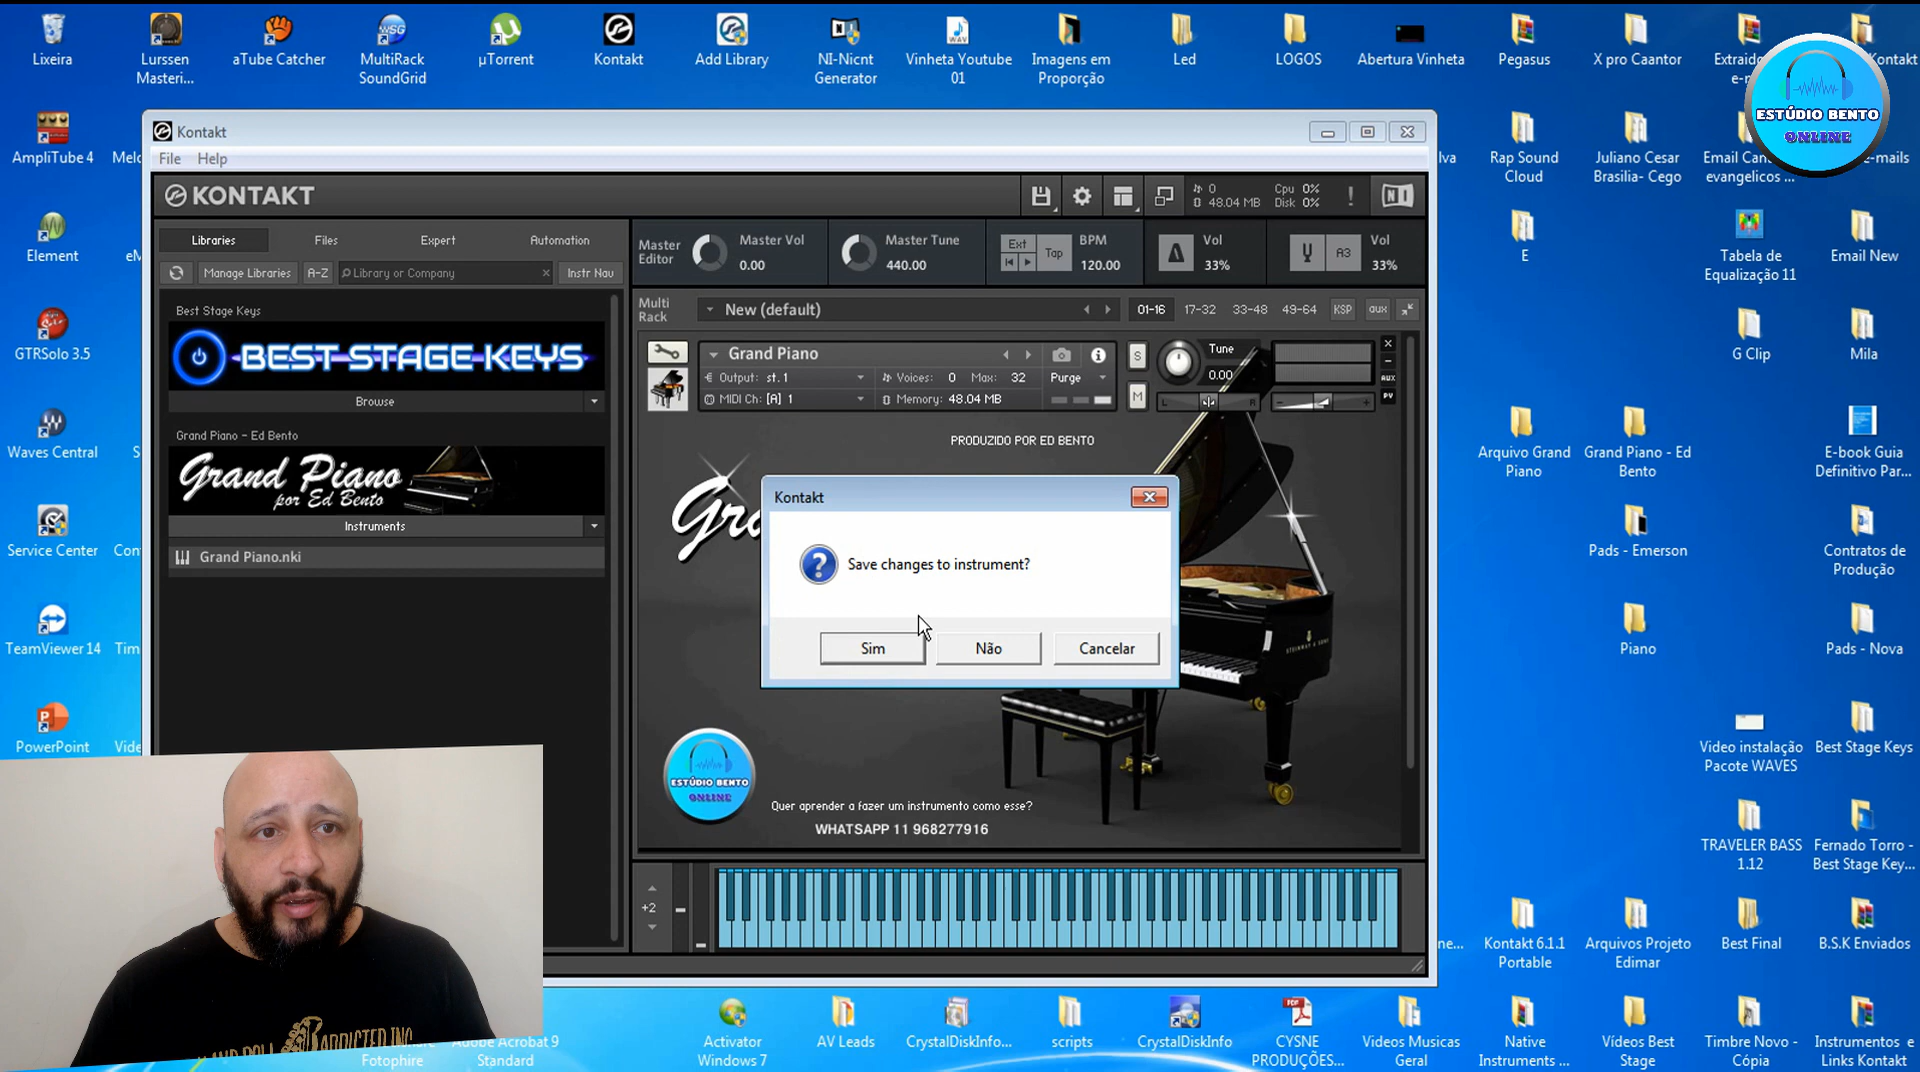 Lixeira
Lurssen
Masteri...
aTube Catcher
MultiRack
SoundGrid
µTorrent
Kontakt
Add Library
NI-Nicnt
Generator
Vinheta Youtube
01
Imagens em
Proporção
Led
LOGOS
Abertura Vinheta
Pegasus
X pro Caantor
ontakt
ESTÚDIO BENTO
ONLINE
AmpliTube 4
Element
GTRSolo 3.5
Waves Central
Service Center
TeamViewer 14
PowerPoint
Kontakt
File
Help
KONTAKT
0
48.04 MB
Cpu 0%
Disk 0%
!
Libraries
Files
Expert
Automation
Master
Editor
Master Vol
0.00
Master Tune
440.00
Ext
Tap
BPM
120.00
Vol
33%
A3
Vol
33%
Manage Libraries
A-Z
Library or Company
×
Instr Nav
Multi
Rack
New (default)
01-16
17-32
33-48
49-64
KSP
aux
Best Stage Keys
BEST STAGE KEYS
Browse
Grand Piano - Ed Bento
Grand Piano
por Ed Bento
Instruments
Grand Piano.nki
Grand Piano
Output: st.1
Voices: 0 Max: 32
Purge
MIDI Ch: [A] 1
Memory: 48.04 MB
S
M
Tune
0.00
L
R
AUX
PV
PRODUZIDO POR ED BENTO
Kontakt
Save changes to instrument?
Sim
Não
Cancelar
STEINWAY & SONS
ESTÚDIO BENTO
ONLINE
Quer aprender a fazer um instrumento como esse?
WHATSAPP 11 968277916
+2
Rap Sound
Cloud
Juliano Cesar
Brasilia- Cego
evangelicos ...
E
Tabela de
Equalização 11
Email New
G Clip
Mila
Arquivo Grand
Piano
Grand Piano - Ed
Bento
E-book Guia
Definitivo Par...
Pads - Emerson
Contratos de
Produção
Piano
Pads - Nova
Video instalação
Pacote WAVES
Best Stage Keys
TRAVELER BASS
1.12
Fernado Torro -
Best Stage Key...
Kontakt 6.1.1
Portable
Arquivos Projeto
Edimar
Best Final
B.S.K Enviados
ADDICTED INC
Fotophire
Adobe Acrobat 9
Standard
Activator
Windows 7
AV Leads
CrystalDiskInfo...
scripts
CrystalDiskInfo
CYSNE
PRODUÇÕES...
Videos Musicas
Geral
Native
Instruments ...
Vídeos Best
Stage
Timbre Novo -
Cópia
Instrumentos e
Links Kontakt